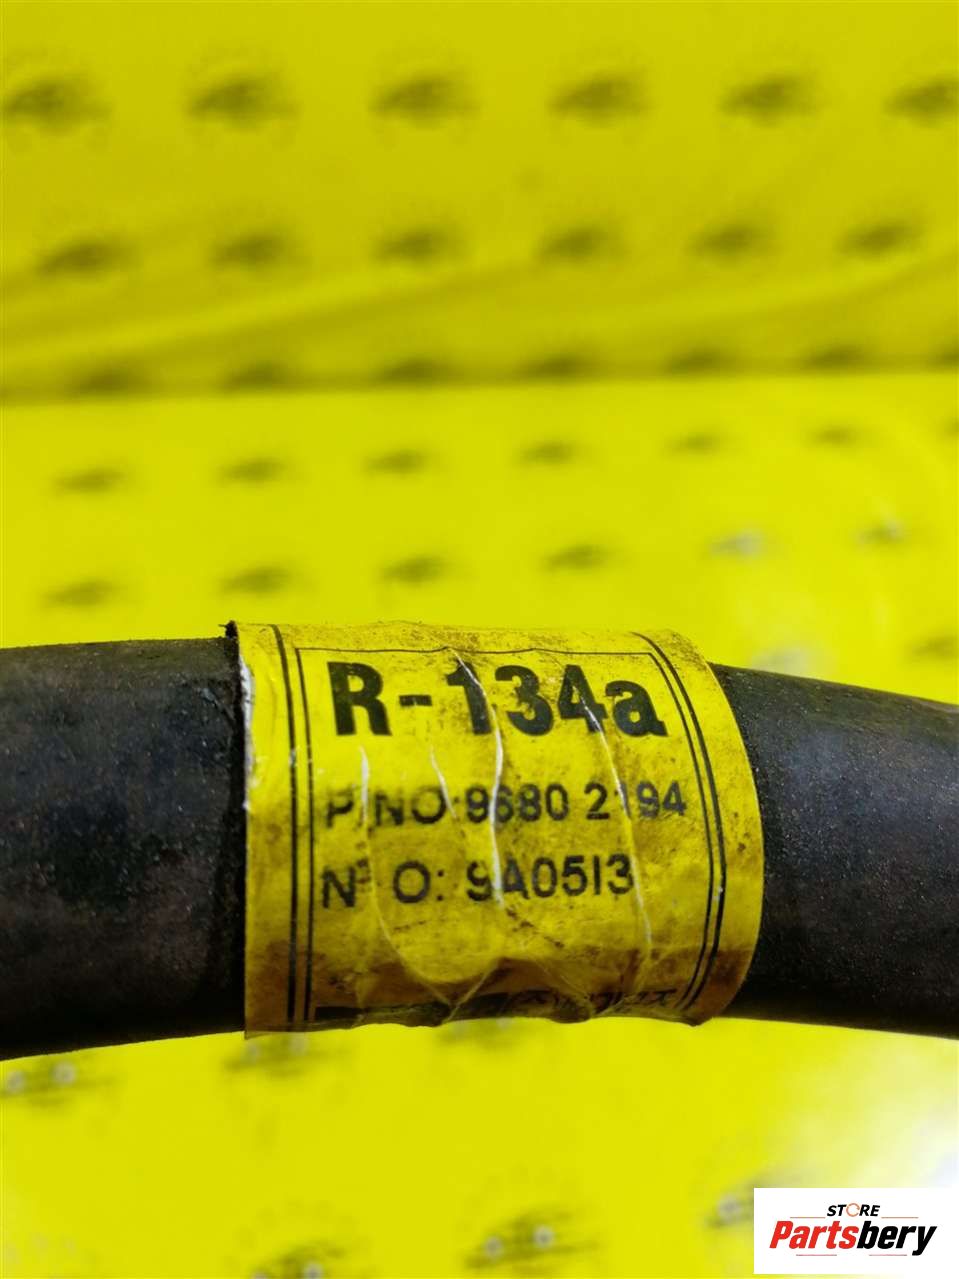 R-134a
P/NO:9680 2194
Nº O: 9A0513
STORE
Partsbery